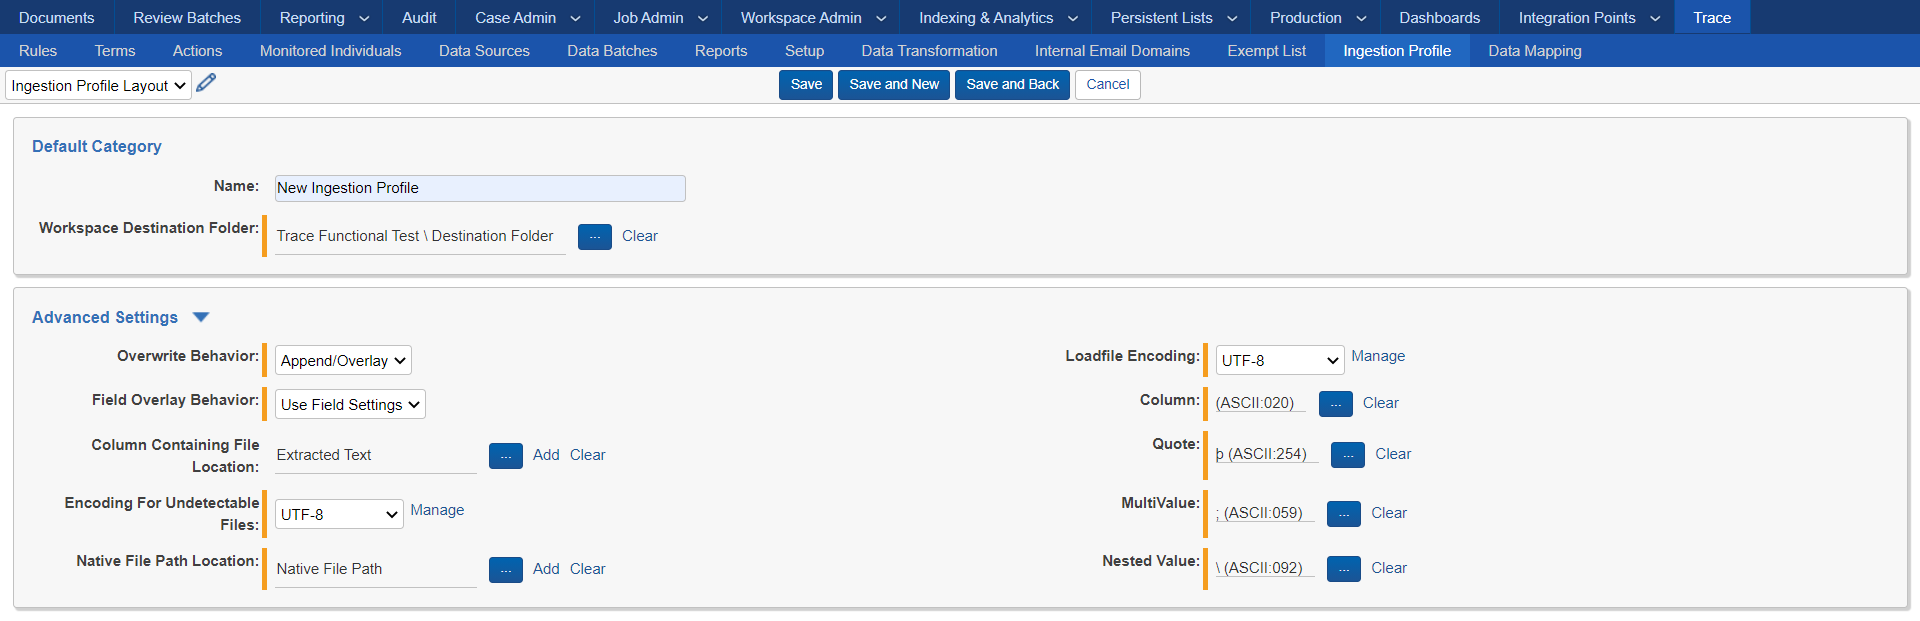 Documents Review Batches Reporting Audit Case Admin Job Admin Workspace Admin Indexing & Analytics Persistent Lists Production Dashboards Integration Points Trace
Rules Terms Actions Monitored Individuals Data Sources Data Batches Reports Setup Data Transformation Internal Email Domains Exempt List Ingestion Profile Data Mapping
Ingestion Profile Layout Save Save and New Save and Back Cancel
Default Category
Name: New Ingestion Profile
Workspace Destination Folder: Trace Functional Test \ Destination Folder ... Clear
Advanced Settings
Overwrite Behavior: Append/Overlay
Field Overlay Behavior: Use Field Settings
Column Containing File
Location: Extracted Text ... Add Clear
Encoding For Undetectable
Files: UTF-8 Manage
Native File Path Location: Native File Path ... Add Clear
Loadfile Encoding: UTF-8 Manage
Column: (ASCII:020) ... Clear
Quote: þ (ASCII:254) ... Clear
MultiValue: ; (ASCII:059) ... Clear
Nested Value: \ (ASCII:092) ... Clear